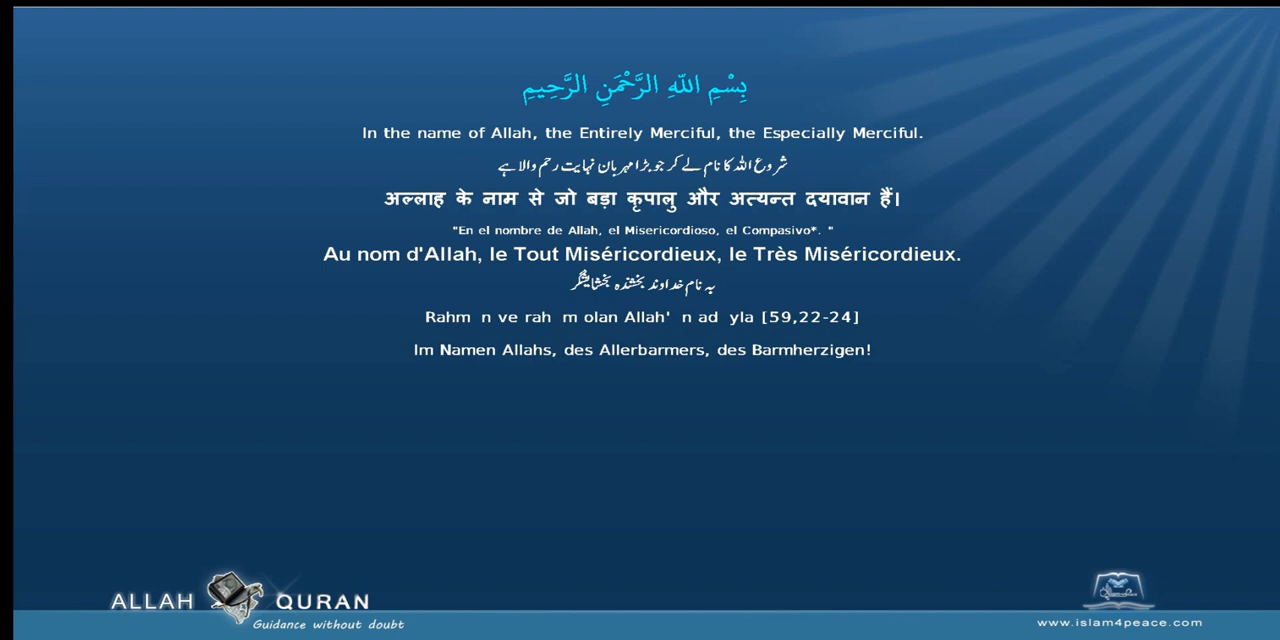 بِسْمِ اللّٰهِ الرَّحْمٰنِ الرَّحِيمِ
In the name of Allah, the Entirely Merciful, the Especially Merciful.
شروع الله کا نام لے کر جو بڑا مہربان نہایت رحم والا ہے
अल्लाह के नाम से जो बड़ा कृपालु और अत्यन्त दयावान हैं।
"En el nombre de Allah, el Misericordioso, el Compasivo*. "
Au nom d'Allah, le Tout Miséricordieux, le Très Miséricordieux.
به نام خداوند بخشنده بخشایشگر
Rahm n ve rah m olan Allah' n ad yla [59,22-24]
Im Namen Allahs, des Allerbarmers, des Barmherzigen!
ALLAH QURAN
Guidance without doubt
www.islam4peace.com